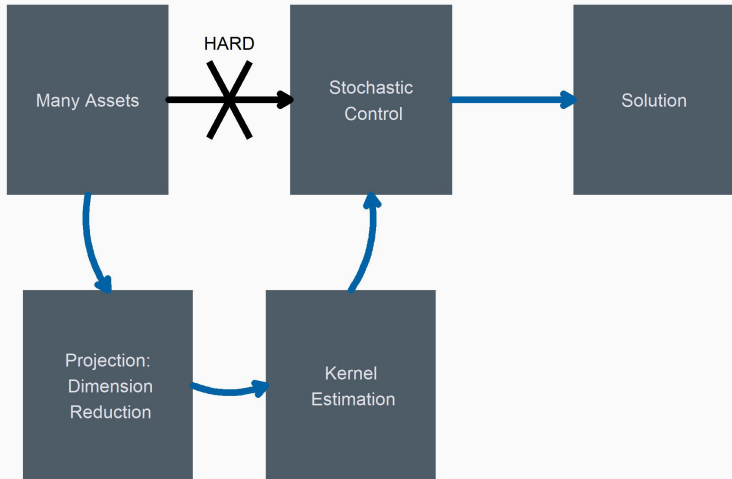 HARD
Many Assets
Stochastic
Control
Solution
Projection:
Dimension
Reduction
Kernel
Estimation